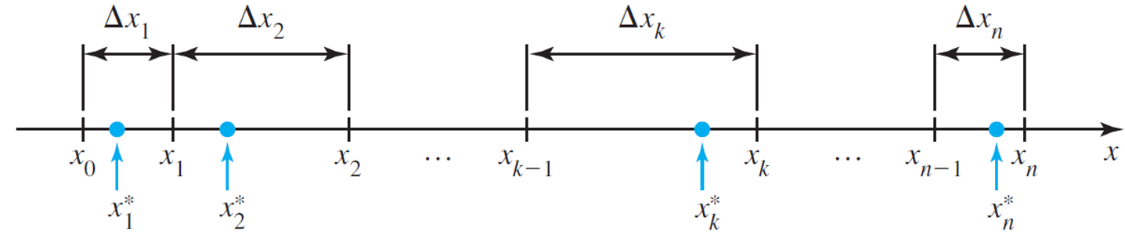 Δx₁ Δx₂ Δxₖ Δxₙ
x₀ x₁ x₂ ... xₖ₋₁ xₖ ... xₙ₋₁ xₙ x
x₁* x₂* xₖ* xₙ*